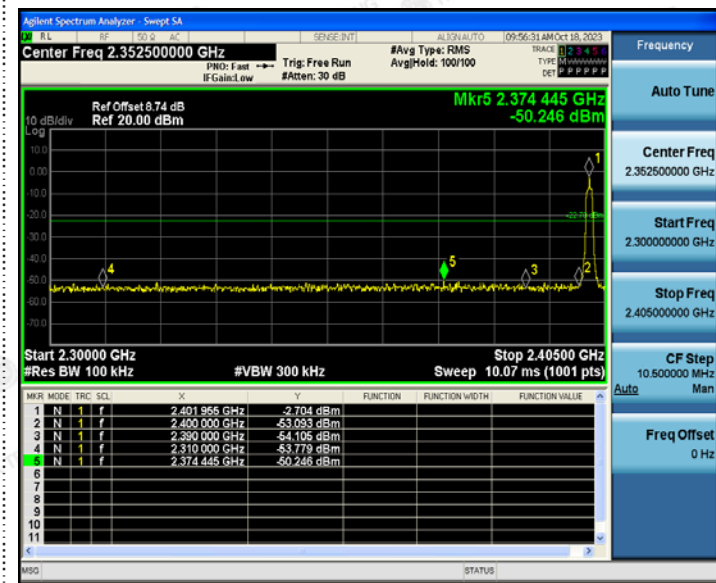 Agilent Spectrum Analyzer - Swept SA
RL RF 50 Ω AC SENSE:INT ALIGN AUTO 09:56:31 AM Oct 18, 2023
Center Freq 2.352500000 GHz
PNO: Fast
IFGain:Low
Trig: Free Run
#Atten: 30 dB
#Avg Type: RMS
Avg|Hold: 100/100
TRACE 1 2 3 4 5 6
TYPE M W W W W W
DET P P P P P P
Ref Offset 8.74 dB
Ref 20.00 dBm
Mkr5 2.374 445 GHz
-50.246 dBm
10 dB/div
Log
10.0
0.00
-10.0
-20.0
-30.0
-40.0
-50.0
-60.0
-70.0
1
-22.70 dBm
4
5
3
2
Start 2.30000 GHz
Stop 2.40500 GHz
#Res BW 100 kHz
#VBW 300 kHz
Sweep 10.07 ms (1001 pts)
MKR MODE TRC SCL X Y FUNCTION FUNCTION WIDTH FUNCTION VALUE
1 N 1 f 2.401 955 GHz -2.704 dBm
2 N 1 f 2.400 000 GHz -53.093 dBm
3 N 1 f 2.390 000 GHz -54.105 dBm
4 N 1 f 2.310 000 GHz -53.779 dBm
5 N 1 f 2.374 445 GHz -50.246 dBm
6
7
8
9
10
11
MSG
STATUS
Frequency
Auto Tune
Center Freq
2.352500000 GHz
Start Freq
2.300000000 GHz
Stop Freq
2.405000000 GHz
CF Step
10.500000 MHz
Auto Man
Freq Offset
0 Hz